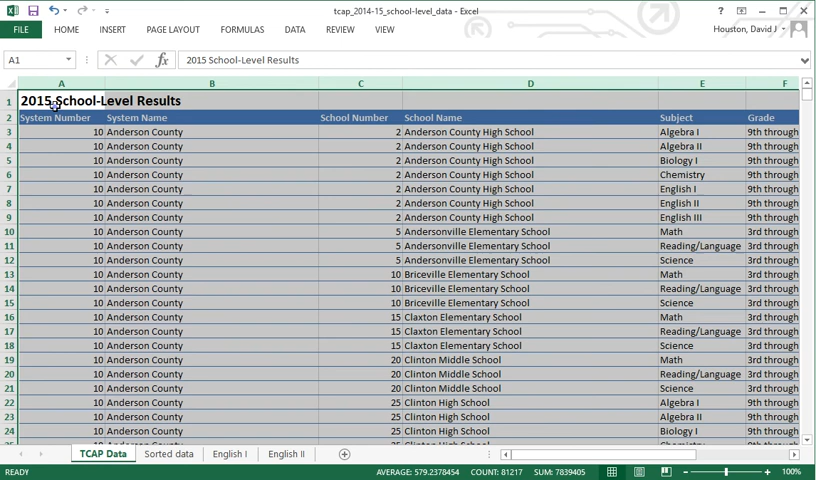 tcap_2014-15_school-level_data - Excel
FILE HOME INSERT PAGE LAYOUT FORMULAS DATA REVIEW VIEW Houston, David J
A1 fx 2015 School-Level Results
A B C D E F
1 2015 School-Level Results
2 System Number System Name School Number School Name Subject Grade
3 10 Anderson County 2 Anderson County High School Algebra I 9th through
4 10 Anderson County 2 Anderson County High School Algebra II 9th through
5 10 Anderson County 2 Anderson County High School Biology I 9th through
6 10 Anderson County 2 Anderson County High School Chemistry 9th through
7 10 Anderson County 2 Anderson County High School English I 9th through
8 10 Anderson County 2 Anderson County High School English II 9th through
9 10 Anderson County 2 Anderson County High School English III 9th through
10 10 Anderson County 5 Andersonville Elementary School Math 3rd through
11 10 Anderson County 5 Andersonville Elementary School Reading/Language 3rd through
12 10 Anderson County 5 Andersonville Elementary School Science 3rd through
13 10 Anderson County 10 Briceville Elementary School Math 3rd through
14 10 Anderson County 10 Briceville Elementary School Reading/Language 3rd through
15 10 Anderson County 10 Briceville Elementary School Science 3rd through
16 10 Anderson County 15 Claxton Elementary School Math 3rd through
17 10 Anderson County 15 Claxton Elementary School Reading/Language 3rd through
18 10 Anderson County 15 Claxton Elementary School Science 3rd through
19 10 Anderson County 20 Clinton Middle School Math 3rd through
20 10 Anderson County 20 Clinton Middle School Reading/Language 3rd through
21 10 Anderson County 20 Clinton Middle School Science 3rd through
22 10 Anderson County 25 Clinton High School Algebra I 9th through
23 10 Anderson County 25 Clinton High School Algebra II 9th through
24 10 Anderson County 25 Clinton High School Biology I 9th through
TCAP Data Sorted data English I English II
READY AVERAGE: 579.2378454 COUNT: 81217 SUM: 7839405 100%